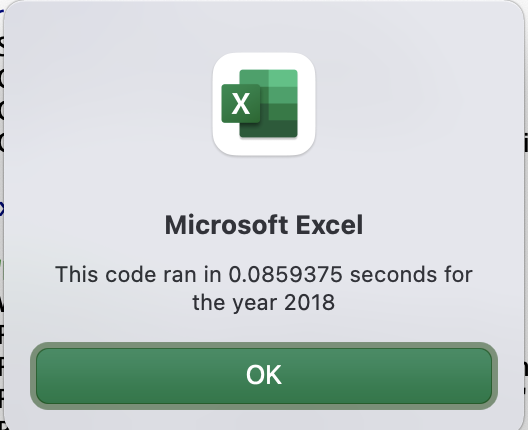 X
Microsoft Excel
This code ran in 0.0859375 seconds for
the year 2018
OK